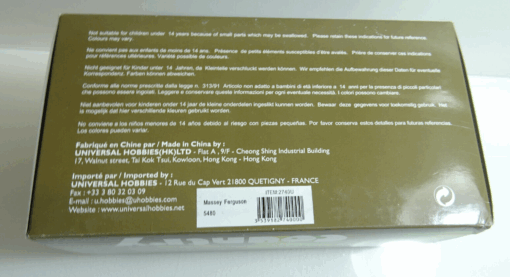 Not suitable for children under 14 years because of small parts which may be swallowed. Please retain these indications for future reference.
Colours may vary.
Ne convient pas aux enfants de moins de 14 ans. Présence de petits éléments susceptibles d'être avalés. Prière de conserver ces indications
pour références ultérieures. Variété possible de couleurs.
Nicht geeignet für Kinder unter 14 Jahren, da Kleinteile verschluckt werden können. Wir empfehlen die Aufbewahrung dieser Daten für eventuelle
Korrespondenz. Farben können abweichen.
Conforme alle norme prescritte dalla legge n. 313/91 Articolo non adatto a bambini di età inferiore a 14 anni per la presenza di piccoli particolari
che possono essere ingoiati. Leggere e conservare questa informazioni per ogni eventuale necessità. I colori possono cambiare.
Niet aanbevolen voor kinderen onder 14 jaar de kleine onderdelen ingeslikt kunnen worden. Bewaar deze gegevens voor toekomstig gebruik. Het
is mogelijk dat hier verschillende kleuren gebruikt worden.
No conviene a los niños menores de 14 años debido al riesgo con piezas pequeñas. Por favor conserve estos detalles para futuras referencias.
Los colores puedan variar.
Fabriqué en Chine par / Made in China by :
UNIVERSAL HOBBIES(HK)LTD - Flat A , 9/F - Cheong Shing Industrial Building
17, Walnut street, Tai Kok Tsui, Kowloon, Hong Kong - Hong Kong
Importé par / Imported by :
UNIVERSAL HOBBIES - 12 Rue du Cap Vert 21800 QUETIGNY - FRANCE
Fax : +33 3 80 32 03 09
E-mail : u.hobbies@uhobbies.com
Website : www.universalhobbies.net
Massey Ferguson
5480